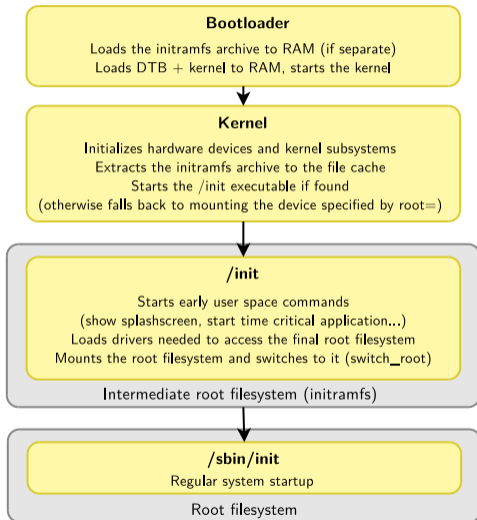 Bootloader
Loads the initramfs archive to RAM (if separate)
Loads DTB + kernel to RAM, starts the kernel
Kernel
Initializes hardware devices and kernel subsystems
Extracts the initramfs archive to the file cache
Starts the /init executable if found
(otherwise falls back to mounting the device specified by root=)
/init
Starts early user space commands
(show splashscreen, start time critical application...)
Loads drivers needed to access the final root filesystem
Mounts the root filesystem and switches to it (switch_root)
Intermediate root filesystem (initramfs)
/sbin/init
Regular system startup
Root filesystem